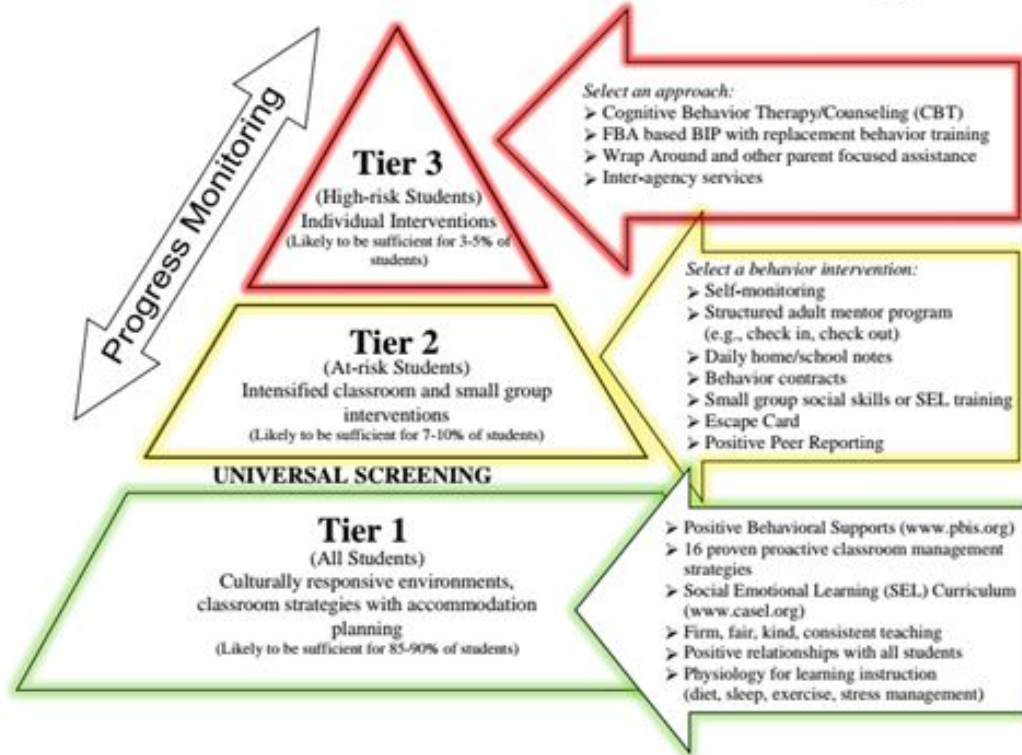 Progress Monitoring
Tier 3
(High-risk Students)
Individual Interventions
(Likely to be sufficient for 3-5% of
students)
Select an approach:
➢ Cognitive Behavior Therapy/Counseling (CBT)
➢ FBA based BIP with replacement behavior training
➢ Wrap Around and other parent focused assistance
➢ Inter-agency services
Tier 2
(At-risk Students)
Intensified classroom and small group
interventions
(Likely to be sufficient for 7-10% of students)
Select a behavior intervention:
➢ Self-monitoring
➢ Structured adult mentor program
(e.g., check in, check out)
➢ Daily home/school notes
➢ Behavior contracts
➢ Small group social skills or SEL training
➢ Escape Card
➢ Positive Peer Reporting
UNIVERSAL SCREENING
Tier 1
(All Students)
Culturally responsive environments,
classroom strategies with accommodation
planning
(Likely to be sufficient for 85-90% of students)
➢ Positive Behavioral Supports (www.pbis.org)
➢ 16 proven proactive classroom management
strategies
➢ Social Emotional Learning (SEL) Curriculum
(www.casel.org)
➢ Firm, fair, kind, consistent teaching
➢ Positive relationships with all students
➢ Physiology for learning instruction
(diet, sleep, exercise, stress management)